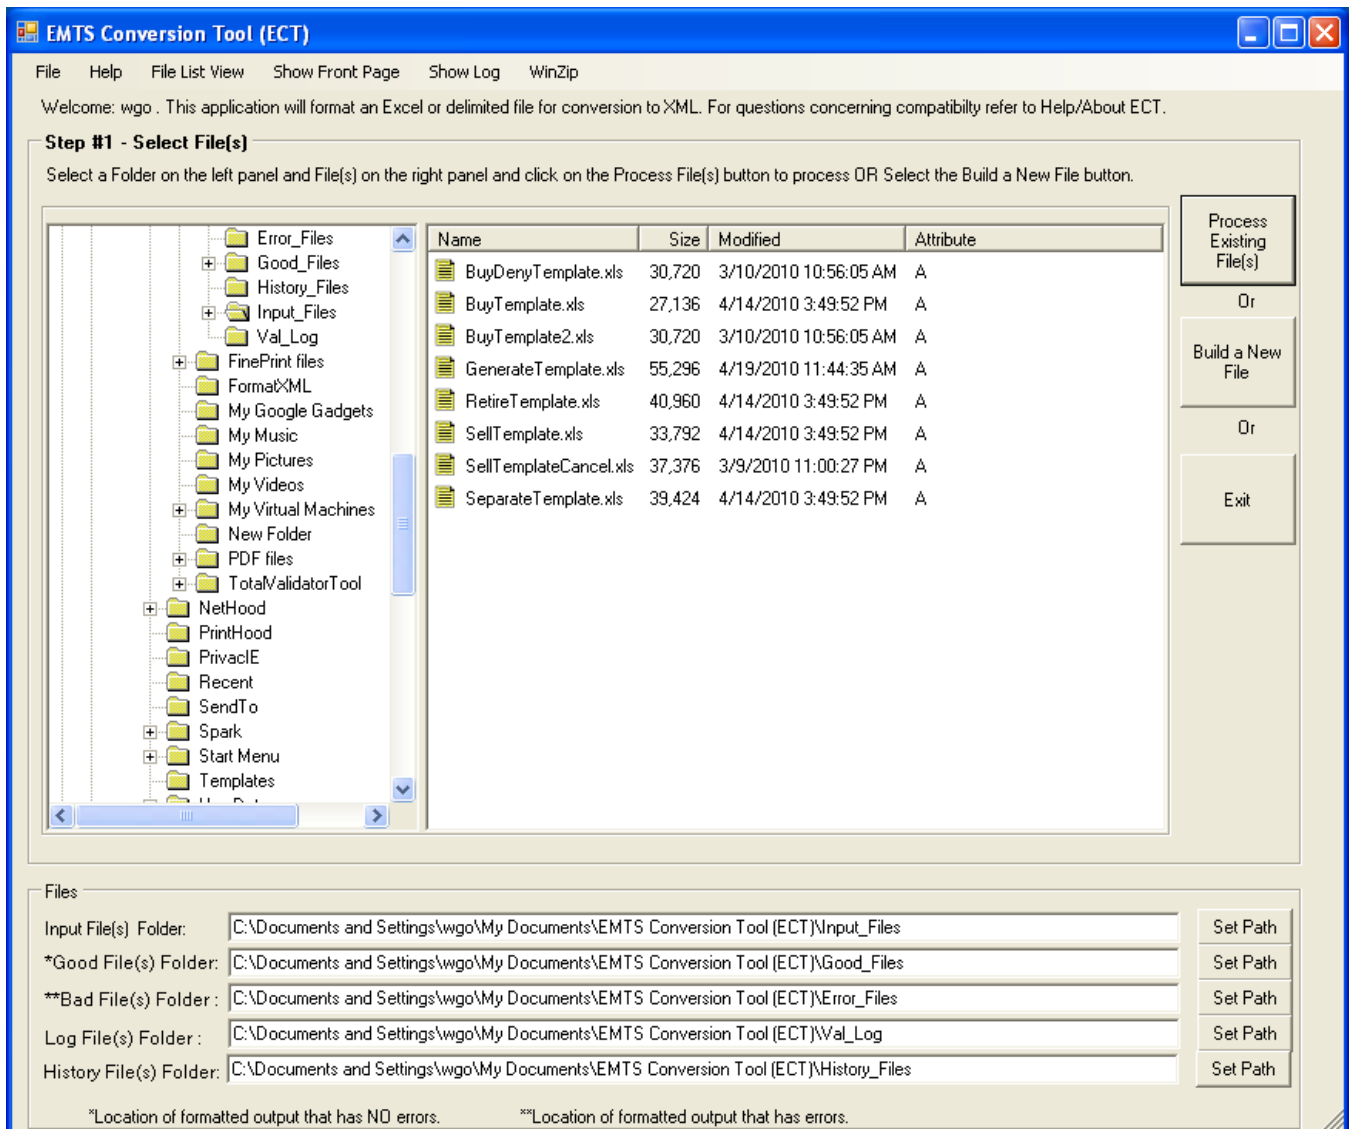 EMTS Conversion Tool (ECT)
File Help File List View Show Front Page Show Log WinZip
Welcome: wgo . This application will format an Excel or delimited file for conversion to XML. For questions concerning compatibilty refer to Help/About ECT.
Step #1 - Select File(s)
Select a Folder on the left panel and File(s) on the right panel and click on the Process File(s) button to process OR Select the Build a New File button.
Error_Files
Good_Files
History_Files
Input_Files
Val_Log
FinePrint files
FormatXML
My Google Gadgets
My Music
My Pictures
My Videos
My Virtual Machines
New Folder
PDF files
TotalValidatorTool
NetHood
PrintHood
PrivacIE
Recent
SendTo
Spark
Start Menu
Templates
Name Size Modified Attribute
BuyDenyTemplate.xls 30,720 3/10/2010 10:56:05 AM A
BuyTemplate.xls 27,136 4/14/2010 3:49:52 PM A
BuyTemplate2.xls 30,720 3/10/2010 10:56:05 AM A
GenerateTemplate.xls 55,296 4/19/2010 11:44:35 AM A
RetireTemplate.xls 40,960 4/14/2010 3:49:52 PM A
SellTemplate.xls 33,792 4/14/2010 3:49:52 PM A
SellTemplateCancel.xls 37,376 3/9/2010 11:00:27 PM A
SeparateTemplate.xls 39,424 4/14/2010 3:49:52 PM A
Process
Existing
File(s)
Or
Build a New
File
Or
Exit
Files
Input File(s) Folder: C:\Documents and Settings\wgo\My Documents\EMTS Conversion Tool (ECT)\Input_Files Set Path
*Good File(s) Folder: C:\Documents and Settings\wgo\My Documents\EMTS Conversion Tool (ECT)\Good_Files Set Path
**Bad File(s) Folder : C:\Documents and Settings\wgo\My Documents\EMTS Conversion Tool (ECT)\Error_Files Set Path
Log File(s) Folder : C:\Documents and Settings\wgo\My Documents\EMTS Conversion Tool (ECT)\Val_Log Set Path
History File(s) Folder: C:\Documents and Settings\wgo\My Documents\EMTS Conversion Tool (ECT)\History_Files Set Path
*Location of formatted output that has NO errors. **Location of formatted output that has errors.